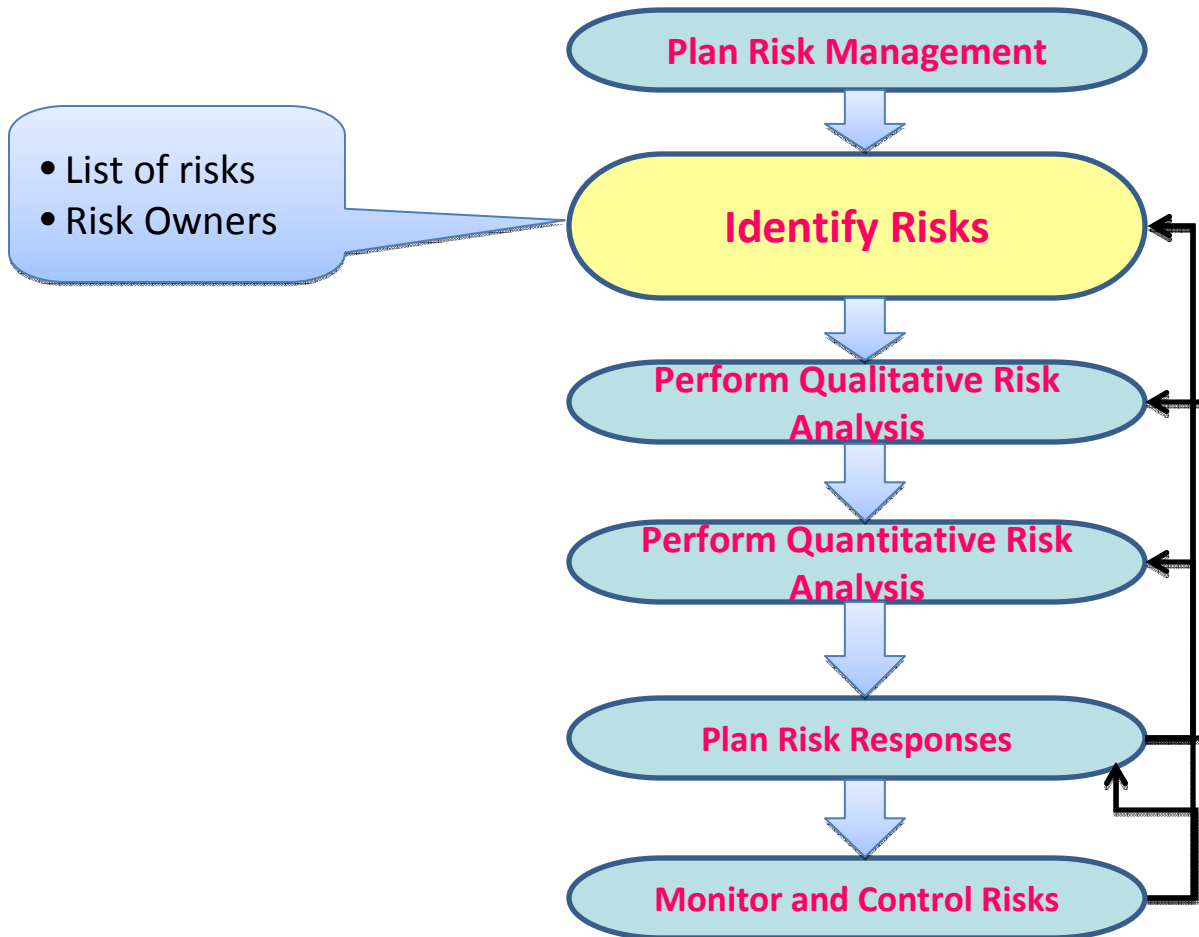 Plan Risk Management
• List of risks
• Risk Owners
Identify Risks
Perform Qualitative Risk
Analysis
Perform Quantitative Risk
Analysis
Plan Risk Responses
Monitor and Control Risks